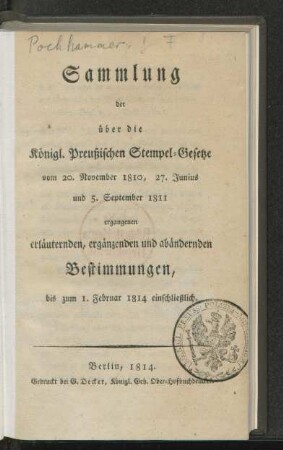 Pochhammer
Sammlung
der
über die
Königl. Preußischen Stempel-Gesetze
vom 20. November 1810, 27. Junius
und 5. September 1811
ergangenen
erläuternden, ergänzenden und abändernden
Bestimmungen,
bis zum 1. Februar 1814 einschließlich.
Berlin, 1814.
Gedruckt bei G. Decker, Königl. Geh. Ober-Hofbuchdrucker.